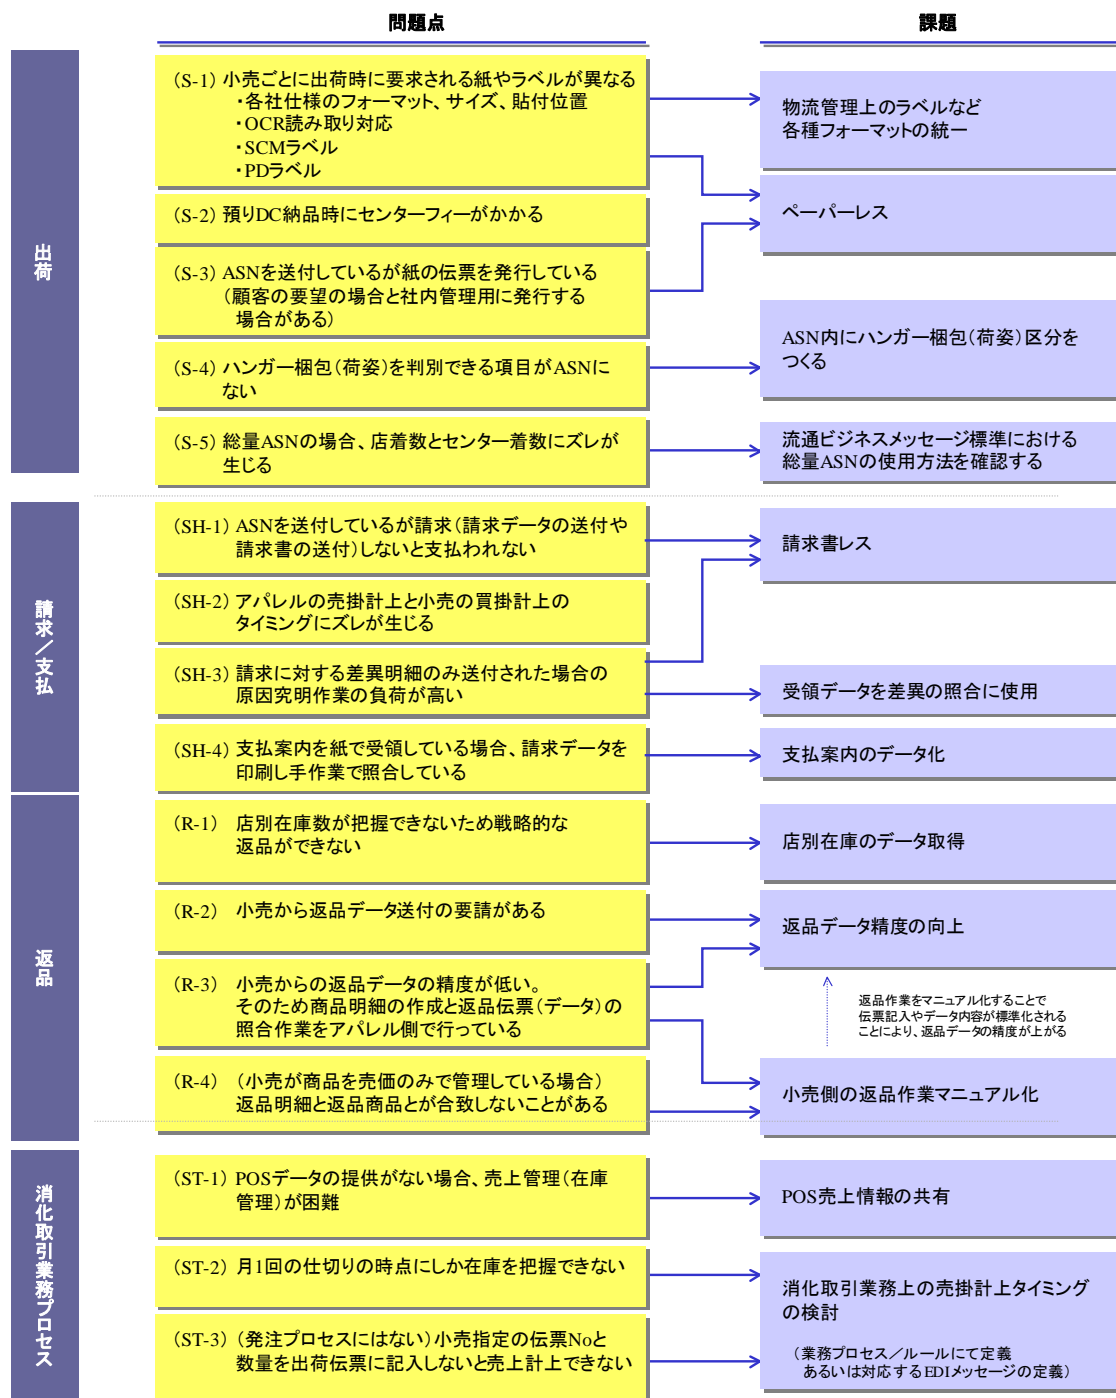 問題点
課題
出荷
(S-1) 小売ごとに出荷時に要求される紙やラベルが異なる
・各社仕様のフォーマット、サイズ、貼付位置
・OCR読み取り対応
・SCMラベル
・PDラベル
物流管理上のラベルなど
各種フォーマットの統一
(S-2) 預りDC納品時にセンターフィーがかかる
ペーパーレス
(S-3) ASNを送付しているが紙の伝票を発行している
(顧客の要望の場合と社内管理用に発行する
場合がある)
(S-4) ハンガー梱包(荷姿)を判別できる項目がASNに
ない
ASN内にハンガー梱包(荷姿)区分を
つくる
(S-5) 総量ASNの場合、店着数とセンター着数にズレが
生じる
流通ビジネスメッセージ標準における
総量ASNの使用方法を確認する
請求/支払
(SH-1) ASNを送付しているが請求(請求データの送付や
請求書の送付)しないと支払われない
請求書レス
(SH-2) アパレルの売掛計上と小売の買掛計上の
タイミングにズレが生じる
(SH-3) 請求に対する差異明細のみ送付された場合の
原因究明作業の負荷が高い
受領データを差異の照合に使用
(SH-4) 支払案内を紙で受領している場合、請求データを
印刷し手作業で照合している
支払案内のデータ化
返品
(R-1) 店別在庫数が把握できないため戦略的な
返品ができない
店別在庫のデータ取得
(R-2) 小売から返品データ送付の要請がある
返品データ精度の向上
(R-3) 小売からの返品データの精度が低い。
そのため商品明細の作成と返品伝票(データ)の
照合作業をアパレル側で行っている
返品作業をマニュアル化することで
伝票記入やデータ内容が標準化される
ことにより、返品データの精度が上がる
(R-4) (小売が商品を売価のみで管理している場合)
返品明細と返品商品とが合致しないことがある
小売側の返品作業マニュアル化
消化取引業務プロセス
(ST-1) POSデータの提供がない場合、売上管理(在庫
管理)が困難
POS売上情報の共有
(ST-2) 月1回の仕切りの時点にしか在庫を把握できない
消化取引業務上の売掛計上タイミング
の検討
(業務プロセス/ルールにて定義
あるいは対応するEDIメッセージの定義)
(ST-3) (発注プロセスにはない)小売指定の伝票Noと
数量を出荷伝票に記入しないと売上計上できない